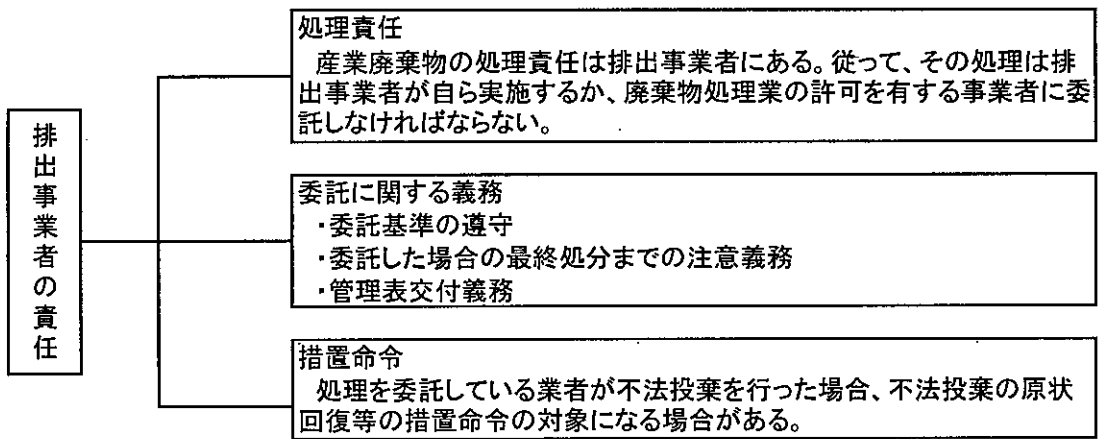 排出事業者の責任
処理責任
産業廃棄物の処理責任は排出事業者にある。従って、その処理は排
出事業者が自ら実施するか、廃棄物処理業の許可を有する事業者に委
託しなければならない。
委託に関する義務
・委託基準の遵守
・委託した場合の最終処分までの注意義務
・管理表交付義務
措置命令
処理を委託している業者が不法投棄を行った場合、不法投棄の原状
回復等の措置命令の対象になる場合がある。